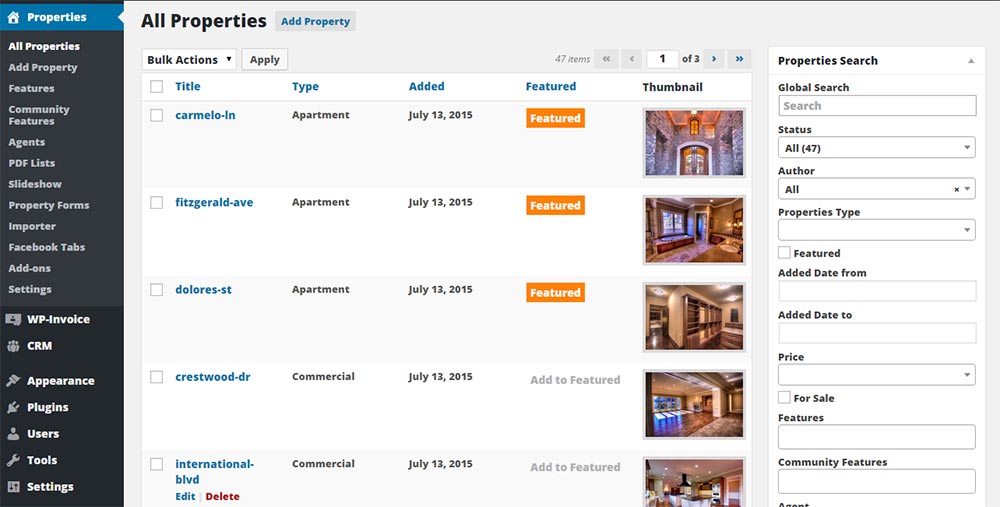 Properties
All Properties
Add Property
Features
Community
Features
Agents
PDF Lists
Slideshow
Property Forms
Importer
Facebook Tabs
Add-ons
Settings
WP-Invoice
CRM
Appearance
Plugins
Users
Tools
Settings
All Properties Add Property
Bulk Actions Apply 47 items « ‹ 1 of 3 › »
Title Type Added Featured Thumbnail
carmelo-ln Apartment July 13, 2015 Featured
fitzgerald-ave Apartment July 13, 2015 Featured
dolores-st Apartment July 13, 2015 Featured
crestwood-dr Commercial July 13, 2015 Add to Featured
international- Commercial July 13, 2015 Add to Featured
blvd
Edit | Delete
Properties Search
Global Search
Search
Status
All (47)
Author
All ×
Properties Type
Featured
Added Date from
Added Date to
Price
For Sale
Features
Community Features
Agent